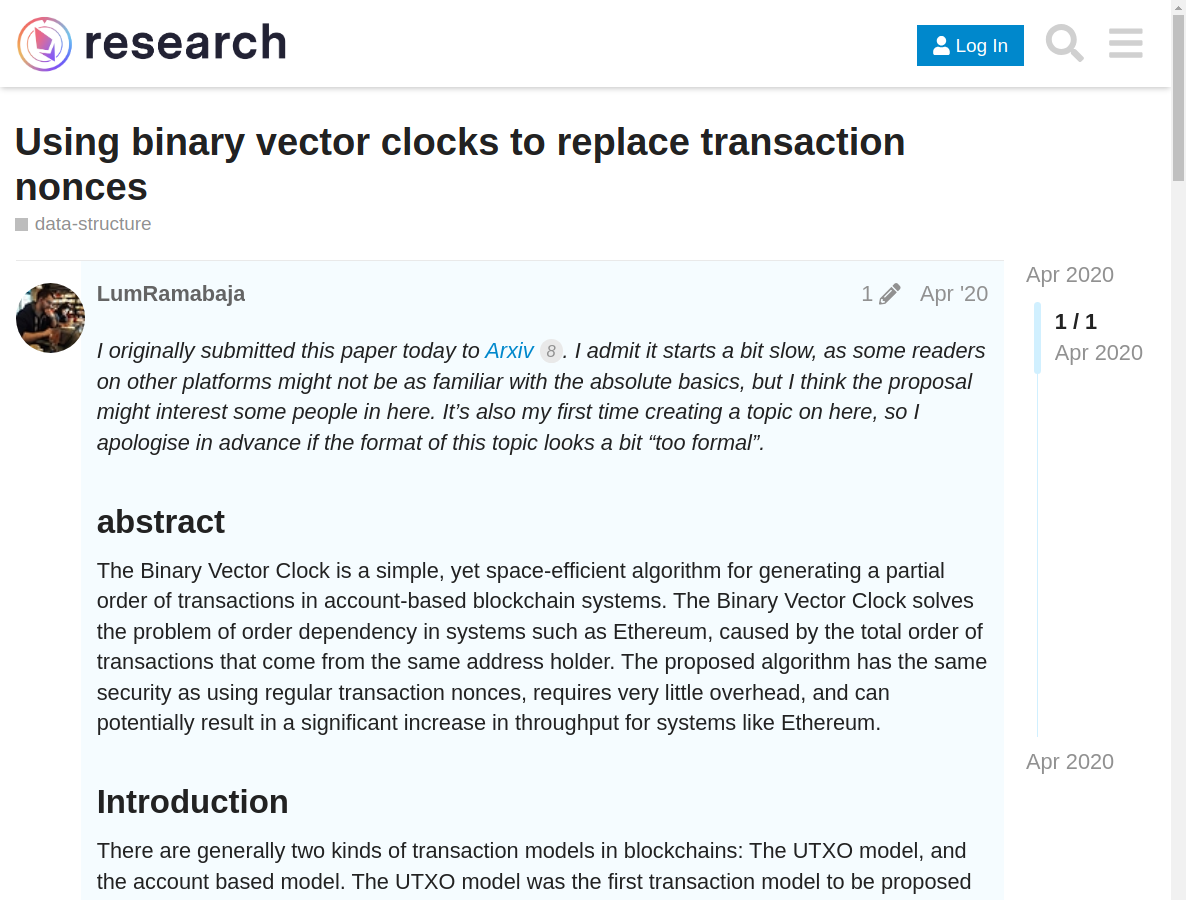 research
Log In
Using binary vector clocks to replace transaction
nonces
data-structure
LumRamabaja
1
Apr '20
Apr 2020
1 / 1
Apr 2020
I originally submitted this paper today to Arxiv 8. I admit it starts a bit slow, as some readers
on other platforms might not be as familiar with the absolute basics, but I think the proposal
might interest some people in here. It’s also my first time creating a topic on here, so I
apologise in advance if the format of this topic looks a bit “too formal”.
abstract
The Binary Vector Clock is a simple, yet space-efficient algorithm for generating a partial
order of transactions in account-based blockchain systems. The Binary Vector Clock solves
the problem of order dependency in systems such as Ethereum, caused by the total order of
transactions that come from the same address holder. The proposed algorithm has the same
security as using regular transaction nonces, requires very little overhead, and can
potentially result in a significant increase in throughput for systems like Ethereum.
Apr 2020
Introduction
There are generally two kinds of transaction models in blockchains: The UTXO model, and
the account based model. The UTXO model was the first transaction model to be proposed